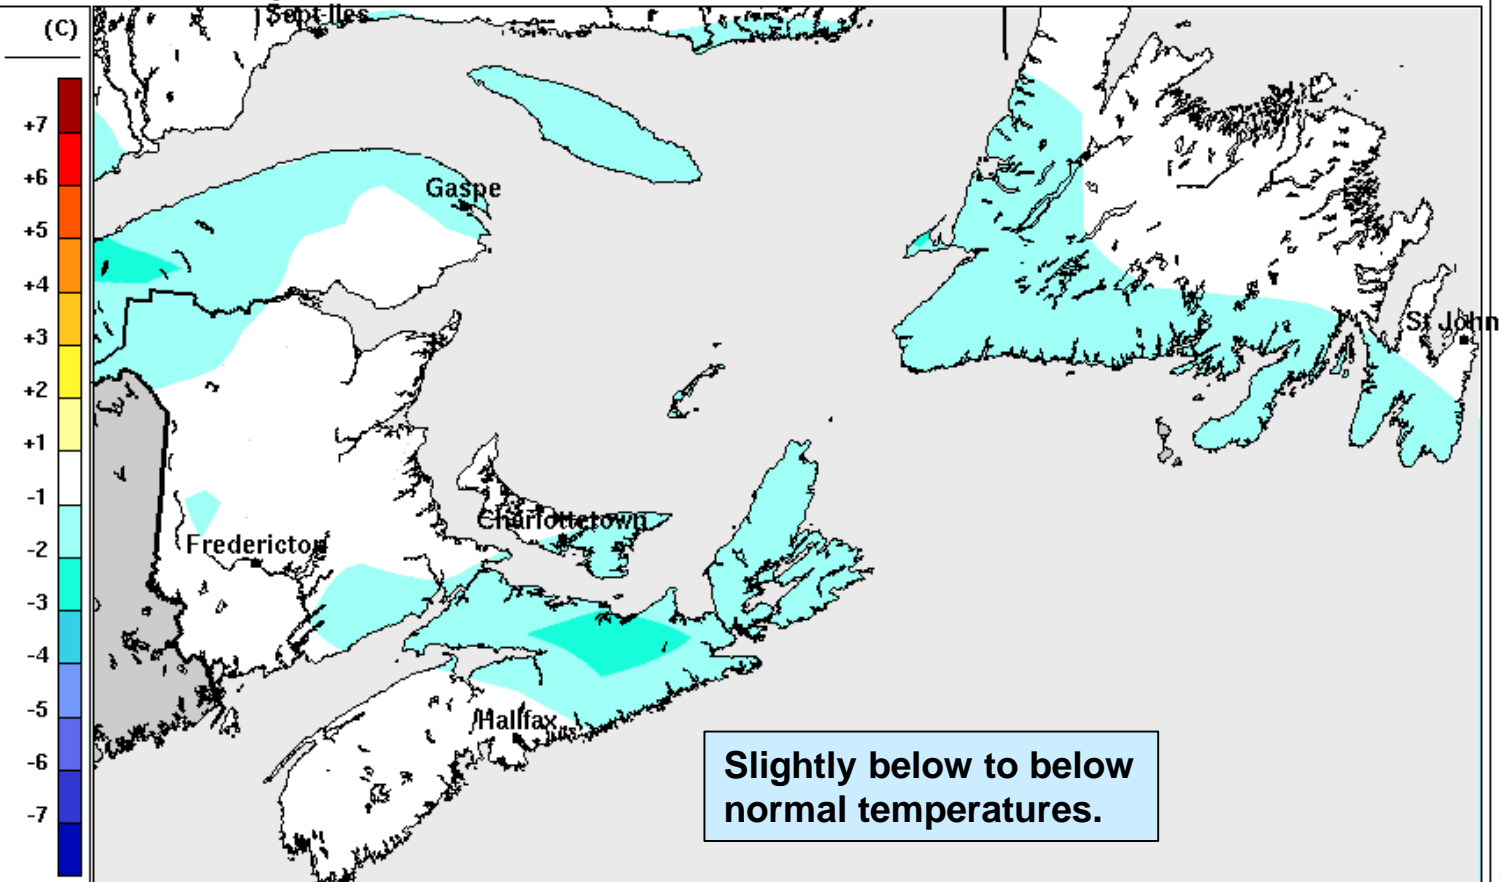 (C)
Sept-Iles
+7
+6
Gaspe
+5
+4
+3
St John
+2
+1
-1
Charlottetown
-2
Fredericton
-3
-4
-5
Halifax
-6
-7
Slightly below to below
normal temperatures.